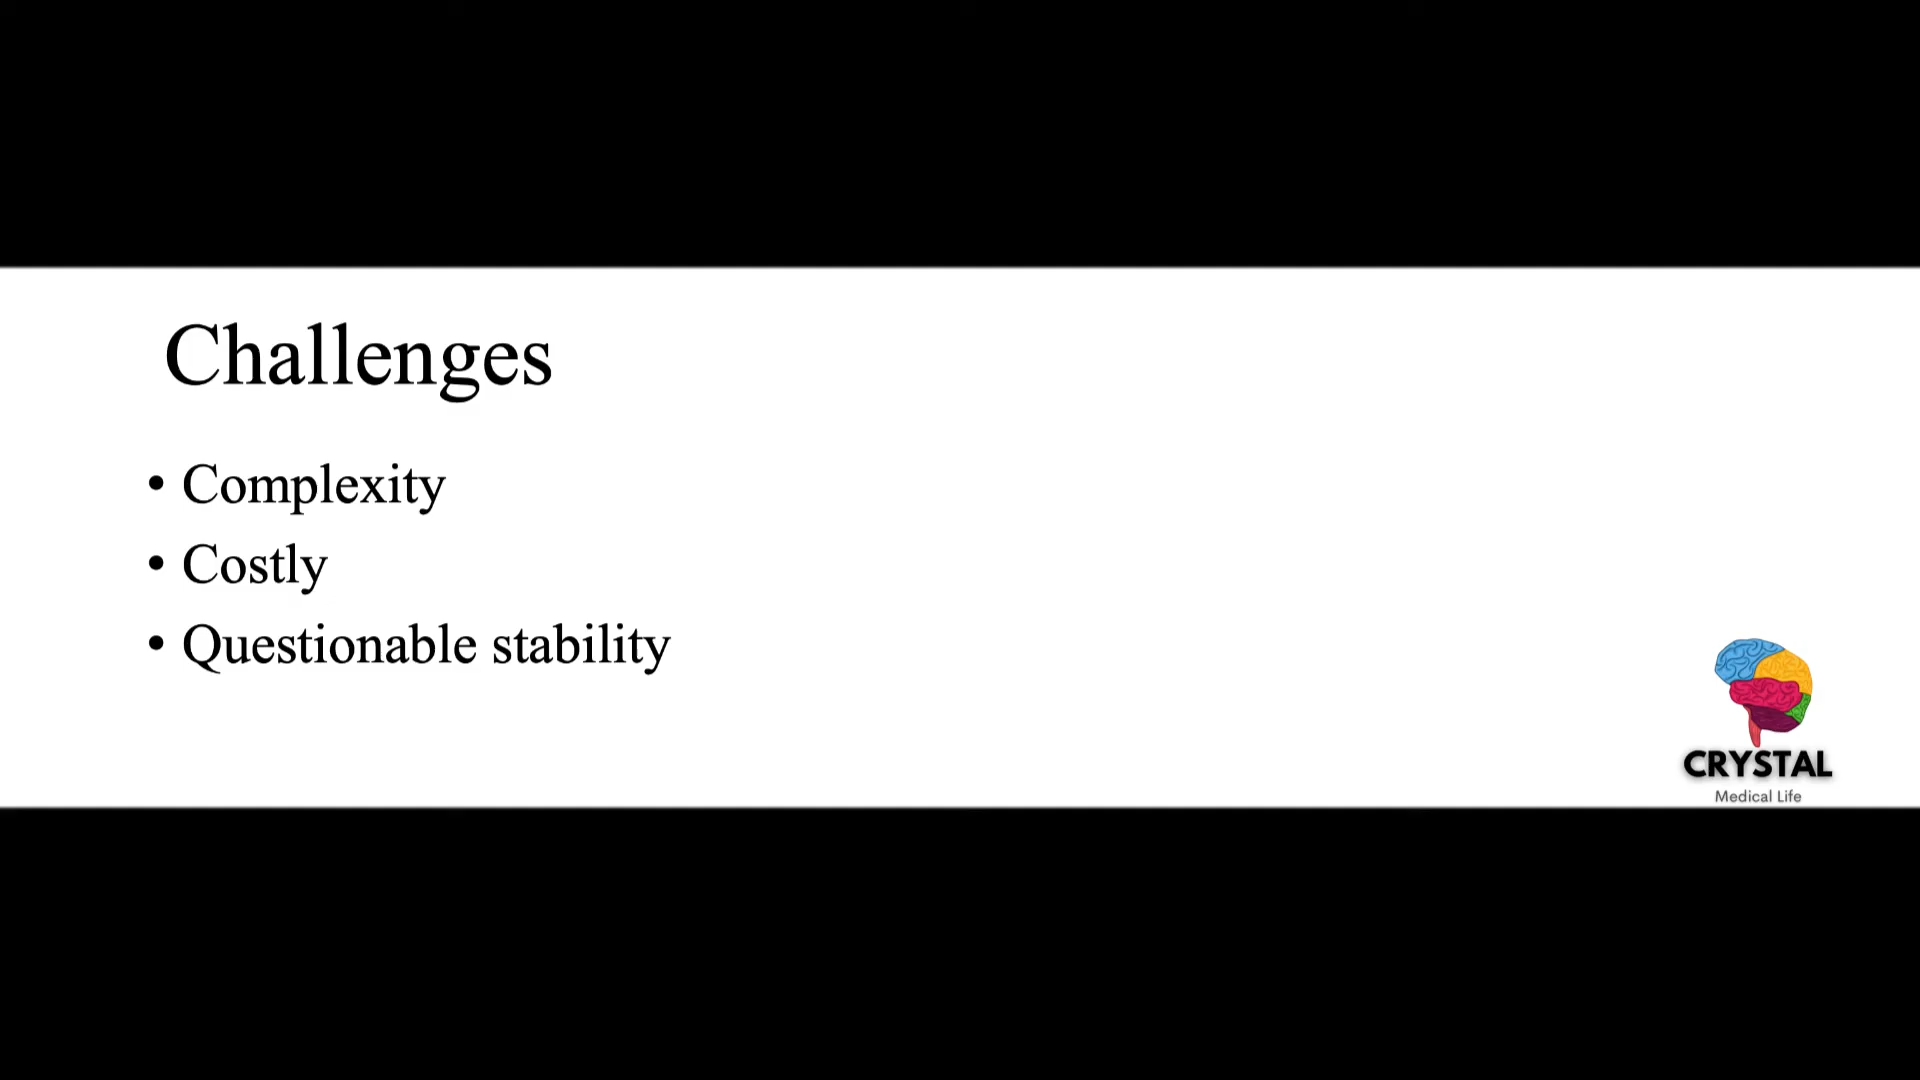 Challenges
• Complexity
• Costly
• Questionable stability
CRYSTAL
Medical Life